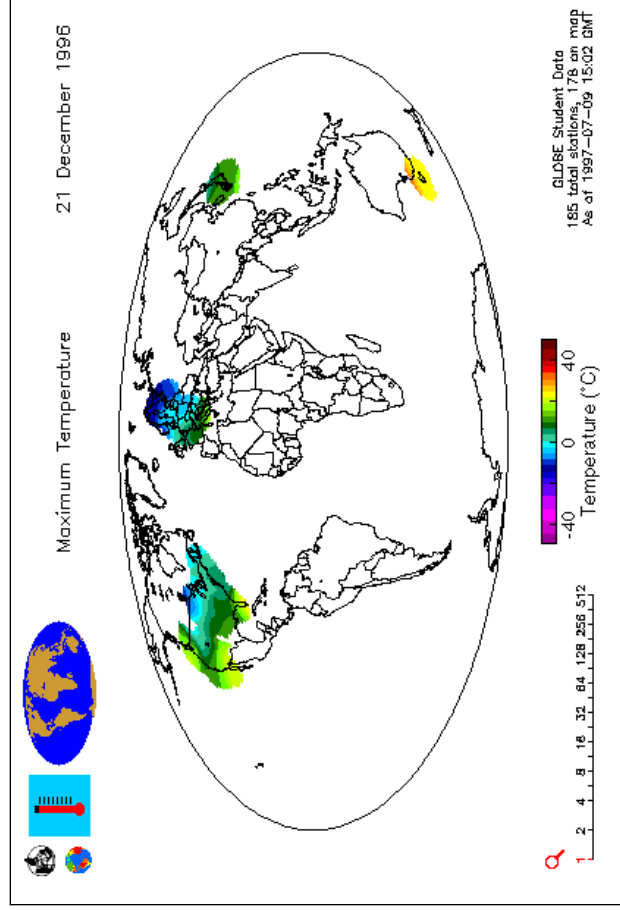 Maximum Temperature
21 December 1996
1 2 4 8 16 32 64 128 256 512
-40 0 40
Temperature (°C)
GLOBE Student Data
185 total stations, 178 on map
As of 1997-07-09 15:02 GMT